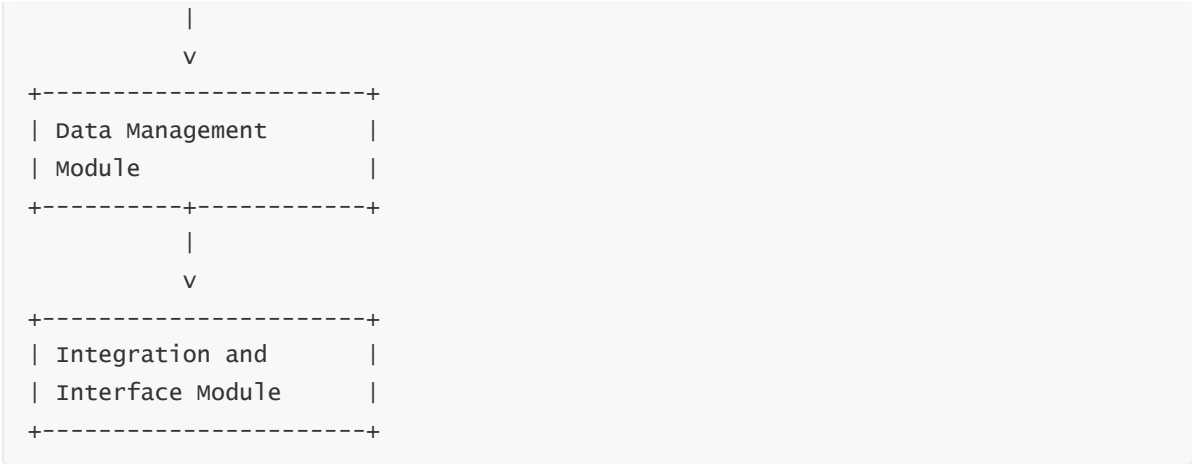 |
           v
+-----------------------+
| Data Management       |
| Module                |
+----------+------------+
           |
           v
+-----------------------+
| Integration and       |
| Interface Module      |
+-----------------------+